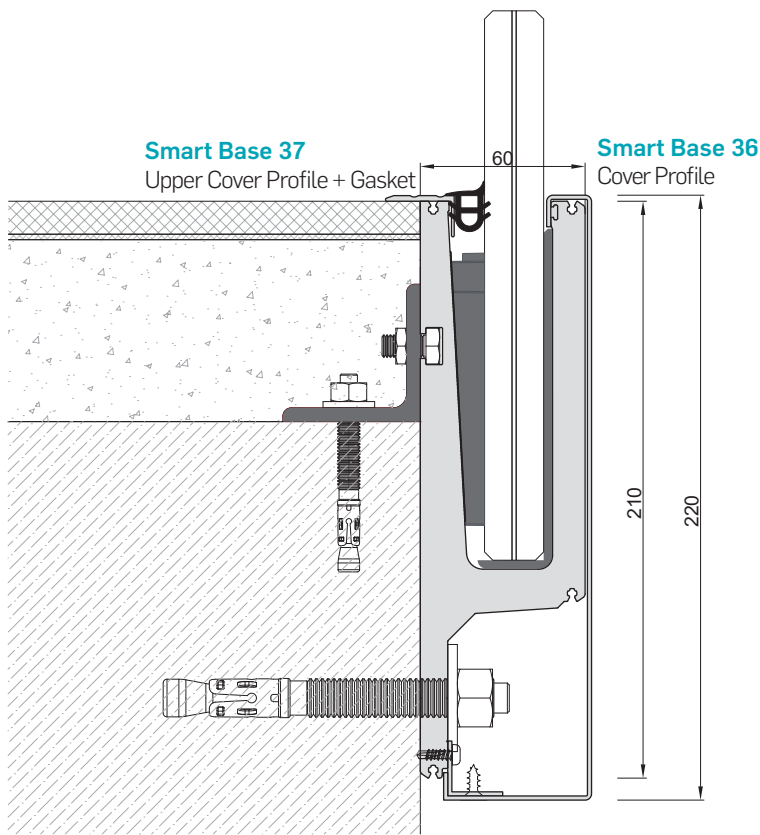 Smart Base 37
Upper Cover Profile + Gasket
60
Smart Base 36
Cover Profile
210
220